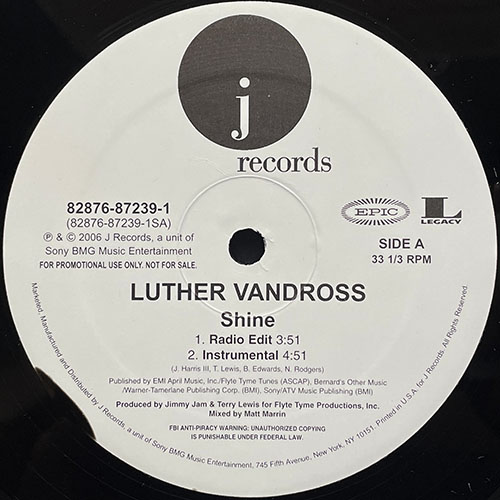 j
records
82876-87239-1
(82876-87239-1SA)
℗ & © 2006 J Records, a unit of
Sony BMG Music Entertainment
FOR PROMOTIONAL USE ONLY. NOT FOR SALE.
EPIC
L
LEGACY
SIDE A
33 1/3 RPM
LUTHER VANDROSS
Shine
1. Radio Edit 3:51
2. Instrumental 4:51
(J. Harris III, T. Lewis, B. Edwards, N. Rodgers)
Published by EMI April Music, Inc./Flyte Tyme Tunes (ASCAP), Bernard's Other Music
/Warner-Tamerlane Publishing Corp. (BMI), Sony/ATV Music Publishing (BMI)
Produced by Jimmy Jam & Terry Lewis for Flyte Tyme Productions, Inc.
Mixed by Matt Marrin
FBI ANTI-PIRACY WARNING: UNAUTHORIZED COPYING
IS PUNISHABLE UNDER FEDERAL LAW.
Marketed, Manufactured and Distributed by J Records, a unit of Sony BMG Music Entertainment, 745 Fifth Avenue, New York, NY 10151. Printed in U.S.A. for J Records. All Rights Reserved.